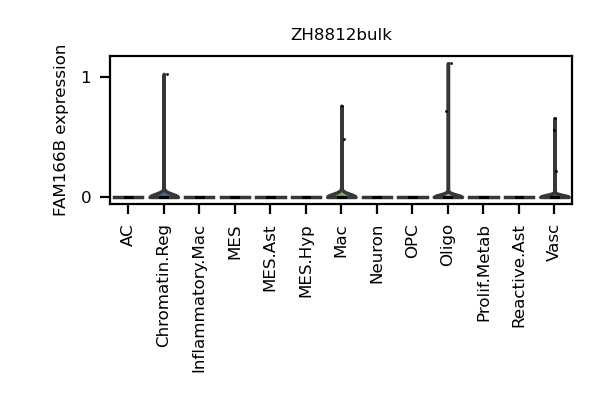 ZH8812bulk
FAM166B expression
1
0
AC
Chromatin.Reg
Inflammatory.Mac
MES
MES.Ast
MES.Hyp
Mac
Neuron
OPC
Oligo
Prolif.Metab
Reactive.Ast
Vasc